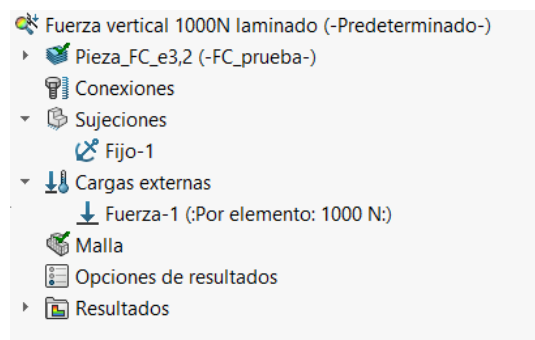 Fuerza vertical 1000N laminado (-Predeterminado-)
Pieza_FC_e3,2 (-FC_prueba-)
Conexiones
Sujeciones
Fijo-1
Cargas externas
Fuerza-1 (:Por elemento: 1000 N:)
Malla
Opciones de resultados
Resultados